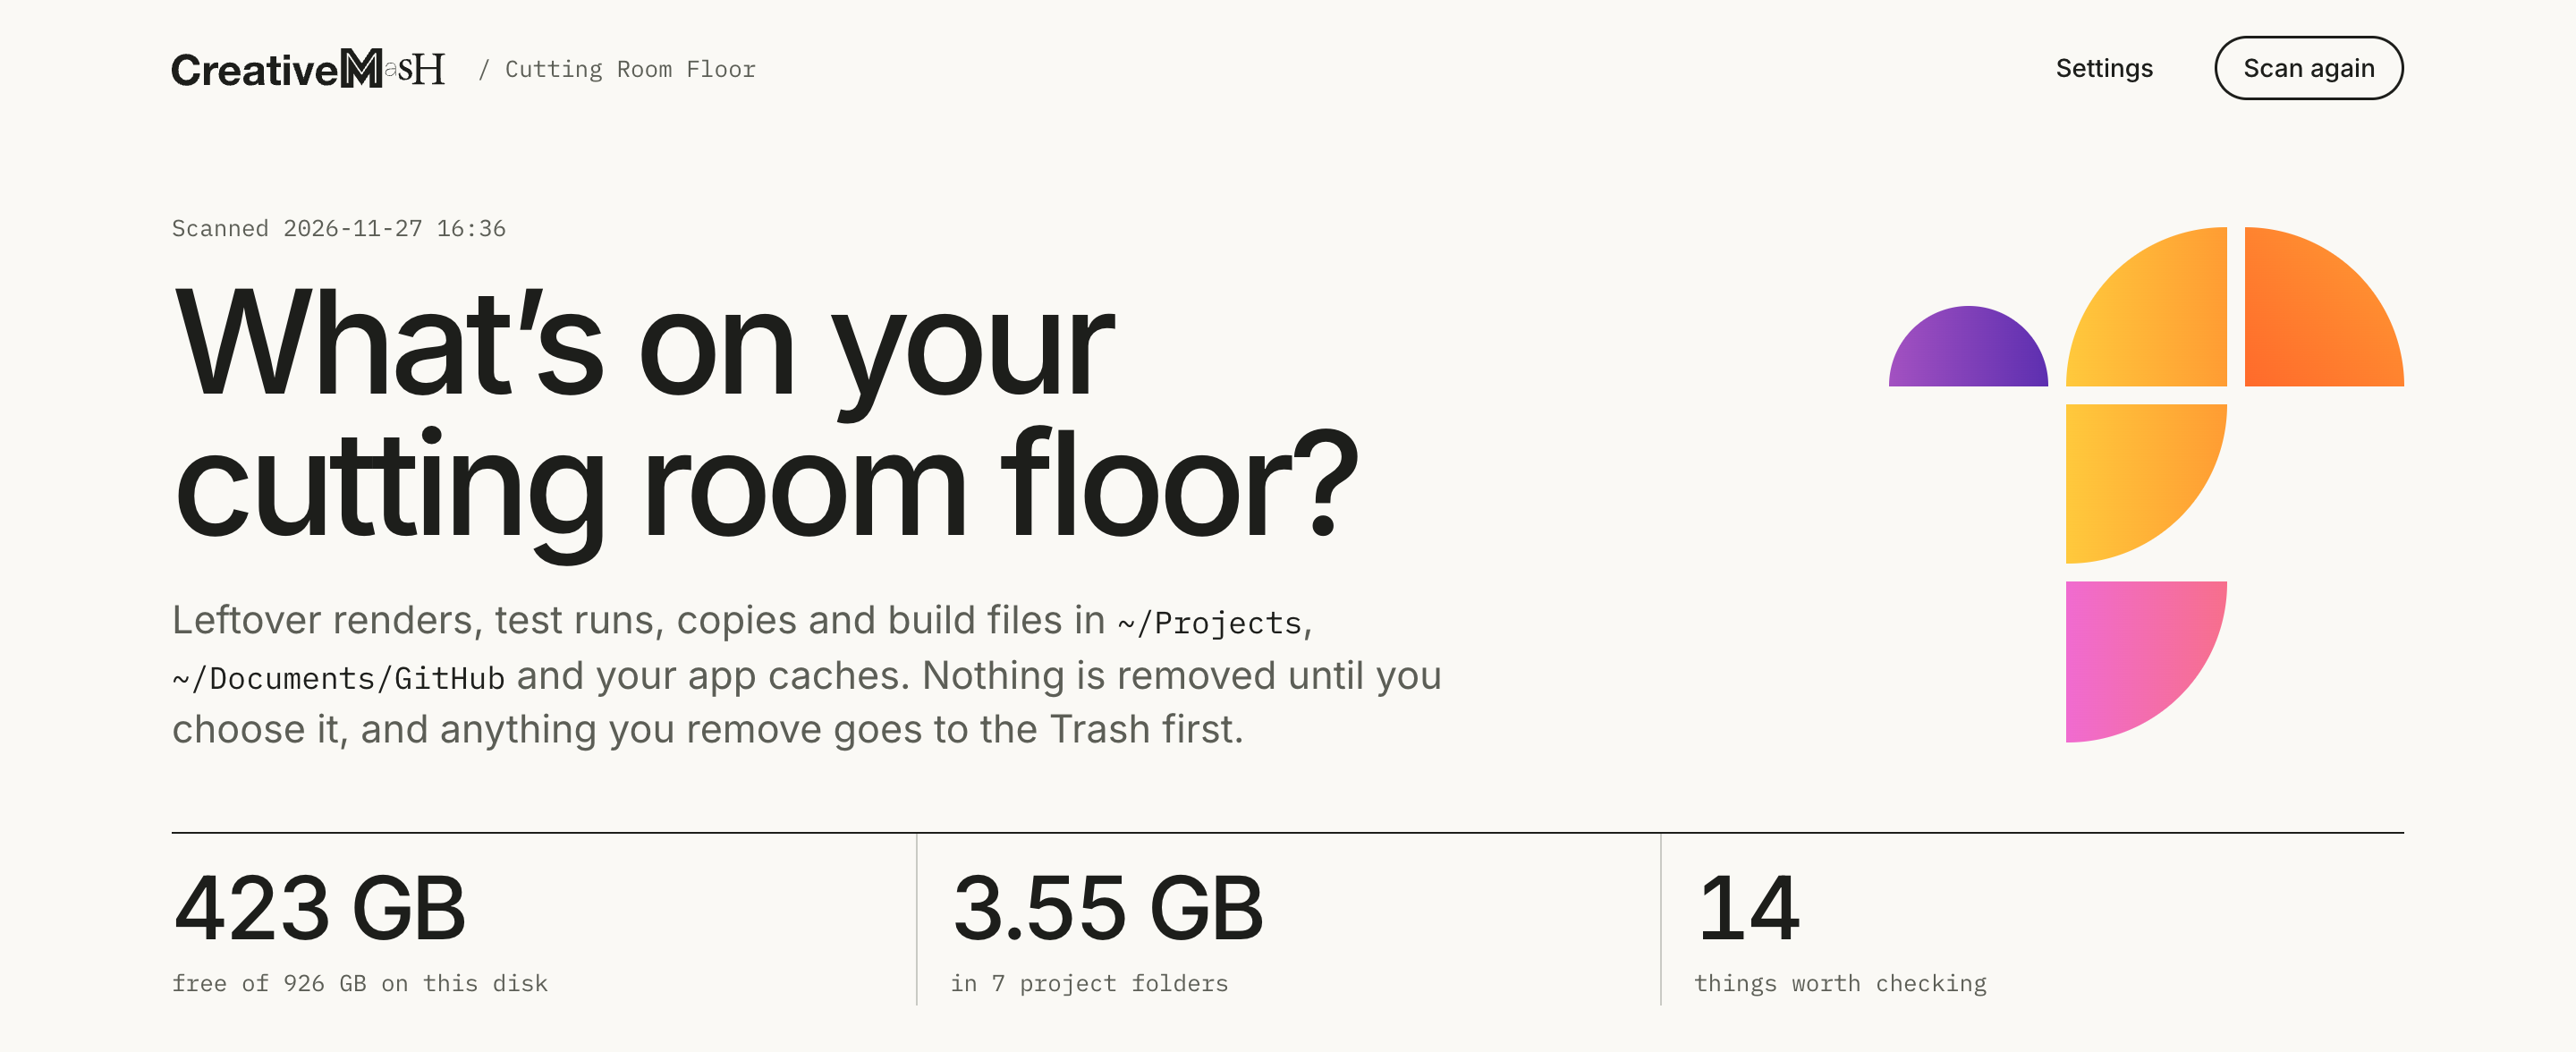 CreativeMasH / Cutting Room Floor
Settings
Scan again
Scanned 2026-11-27 16:36
What’s on your
cutting room floor?
Leftover renders, test runs, copies and build files in ~/Projects,
~/Documents/GitHub and your app caches. Nothing is removed until you
choose it, and anything you remove goes to the Trash first.
423 GB
free of 926 GB on this disk
3.55 GB
in 7 project folders
14
things worth checking